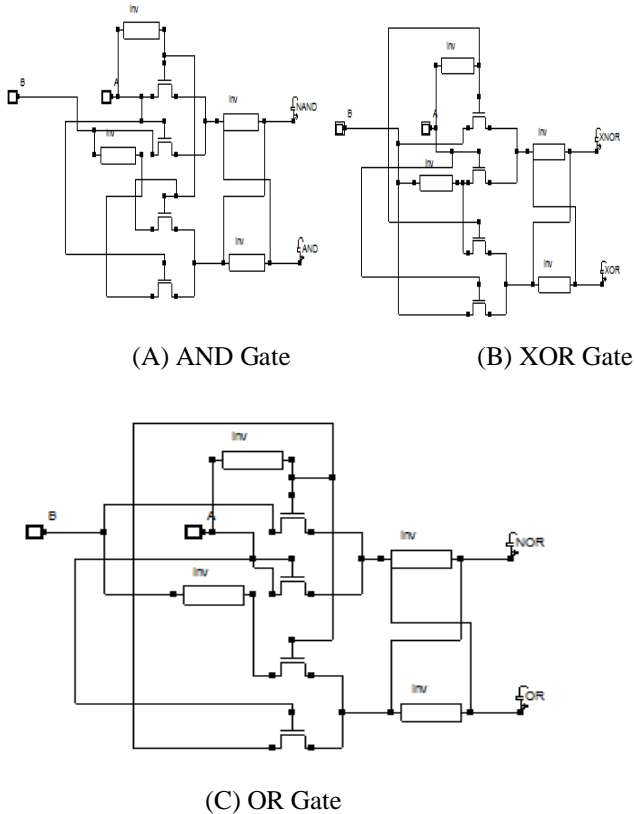 Inv
B
A
Inv
Inv
NAND
Inv
AND
Inv
B
A
Inv
Inv
XNOR
Inv
XOR
(A) AND Gate
(B) XOR Gate
Inv
B
A
Inv
Inv
NOR
Inv
OR
(C) OR Gate